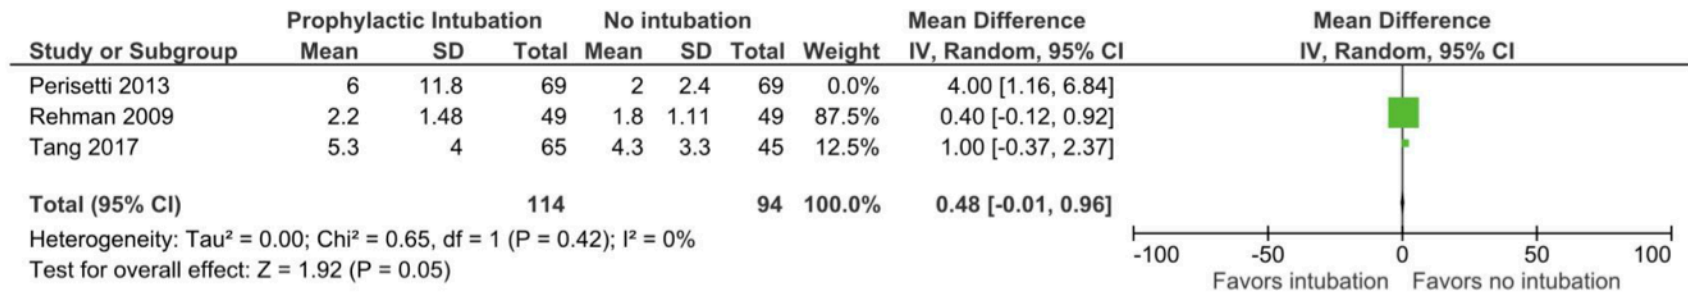 Prophylactic Intubation No intubation Mean Difference Mean Difference
Study or Subgroup Mean SD Total Mean SD Total Weight IV, Random, 95% CI IV, Random, 95% CI
Perisetti 2013 6 11.8 69 2 2.4 69 0.0% 4.00 [1.16, 6.84]
Rehman 2009 2.2 1.48 49 1.8 1.11 49 87.5% 0.40 [-0.12, 0.92]
Tang 2017 5.3 4 65 4.3 3.3 45 12.5% 1.00 [-0.37, 2.37]
Total (95% CI) 114 94 100.0% 0.48 [-0.01, 0.96]
Heterogeneity: Tau² = 0.00; Chi² = 0.65, df = 1 (P = 0.42); I² = 0%
Test for overall effect: Z = 1.92 (P = 0.05)
-100 -50 0 50 100
Favors intubation Favors no intubation